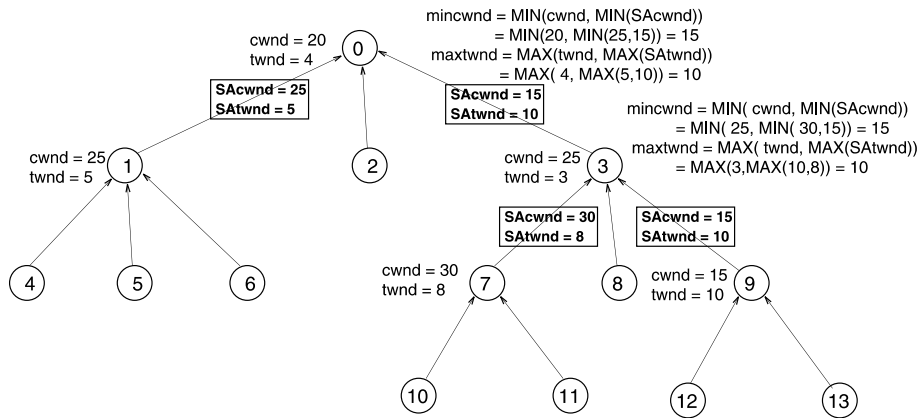 mincwnd = MIN(cwnd, MIN(SAcwnd))
= MIN(20, MIN(25,15)) = 15
maxtwnd = MAX(twnd, MAX(SAtwnd))
= MAX( 4, MAX(5,10)) = 10
cwnd = 20
twnd = 4
0
SAcwnd = 25
SAtwnd = 5
SAcwnd = 15
SAtwnd = 10
mincwnd = MIN( cwnd, MIN(SAcwnd))
= MIN( 25, MIN( 30,15)) = 15
maxtwnd = MAX( twnd, MAX(SAtwnd))
= MAX(3,MAX(10,8)) = 10
cwnd = 25
twnd = 5
1
2
cwnd = 25
twnd = 3
3
SAcwnd = 30
SAtwnd = 8
SAcwnd = 15
SAtwnd = 10
4
5
6
cwnd = 30
twnd = 8
7
8
cwnd = 15
twnd = 10
9
10
11
12
13